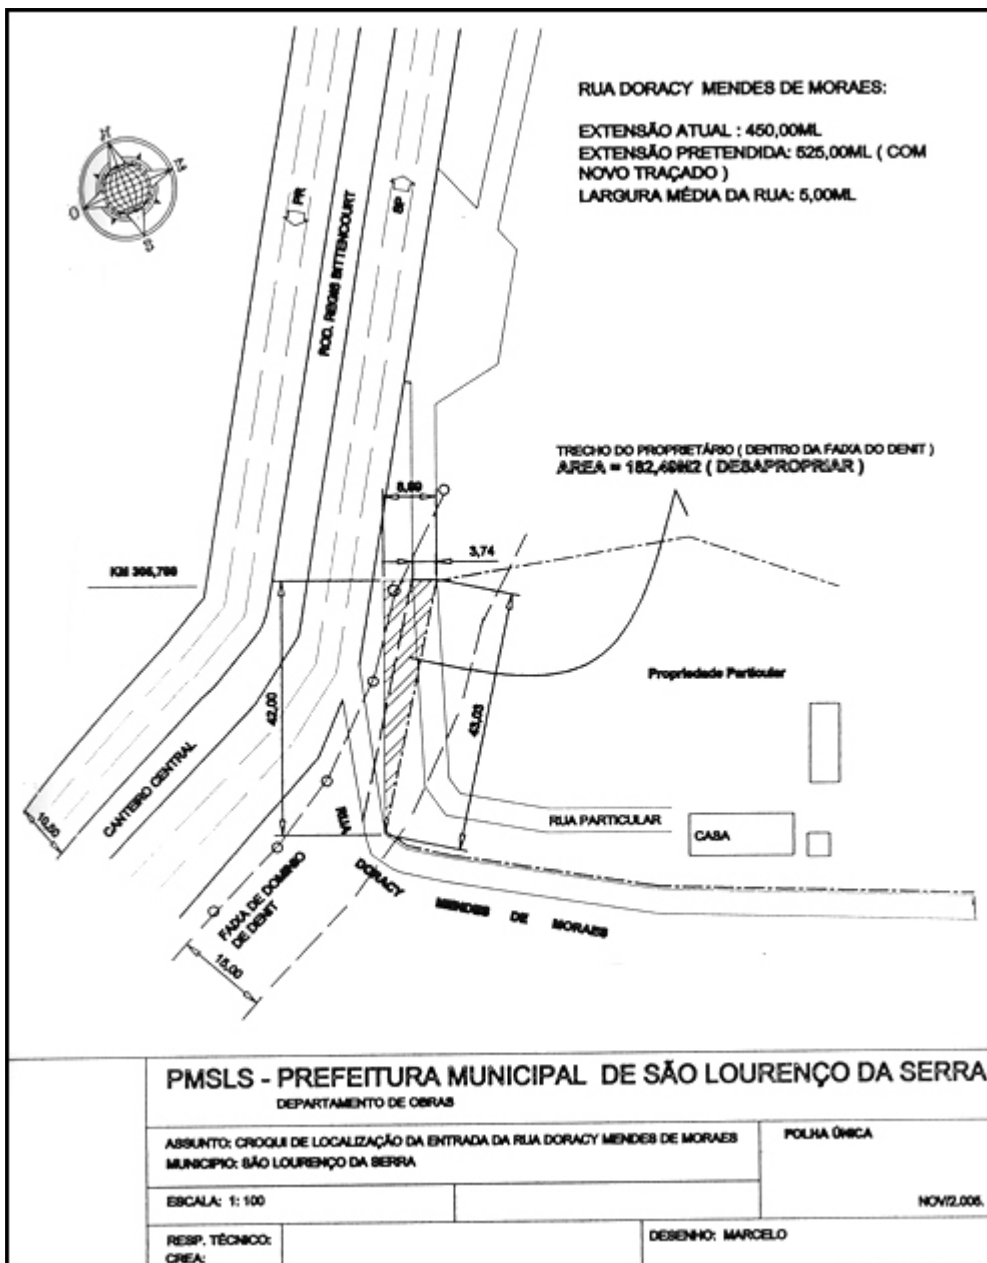 RUA DORACY MENDES DE MORAES:
EXTENSÃO ATUAL : 450,00ML
EXTENSÃO PRETENDIDA: 525,00ML ( COM
NOVO TRAÇADO )
LARGURA MÉDIA DA RUA: 5,00ML
N
E
O
S
PR
SP
ROD. REGIS BITTENCOURT
TRECHO DO PROPRIETÁRIO ( DENTRO DA FAIXA DO DENIT )
AREA = 182,49M2 ( DESAPROPRIAR )
3,74
KM
42,00
43,03
Propriedade Particular
CANTEIRO CENTRAL
10,50
RUA PARTICULAR
CASA
RUA
DORACY
MENDES DE MORAES
FAIXA DE DOMINIO
DE DENIT
15,00
PMSLS - PREFEITURA MUNICIPAL DE SÃO LOURENÇO DA SERRA
DEPARTAMENTO DE OBRAS
ASSUNTO: CROQUI DE LOCALIZAÇÃO DA ENTRADA DA RUA DORACY MENDES DE MORAES
MUNICIPIO: SÃO LOURENÇO DA SERRA
FOLHA ÚNICA
ESCALA: 1: 100
RESP. TÉCNICO:
CREA:
DESENHO: MARCELO